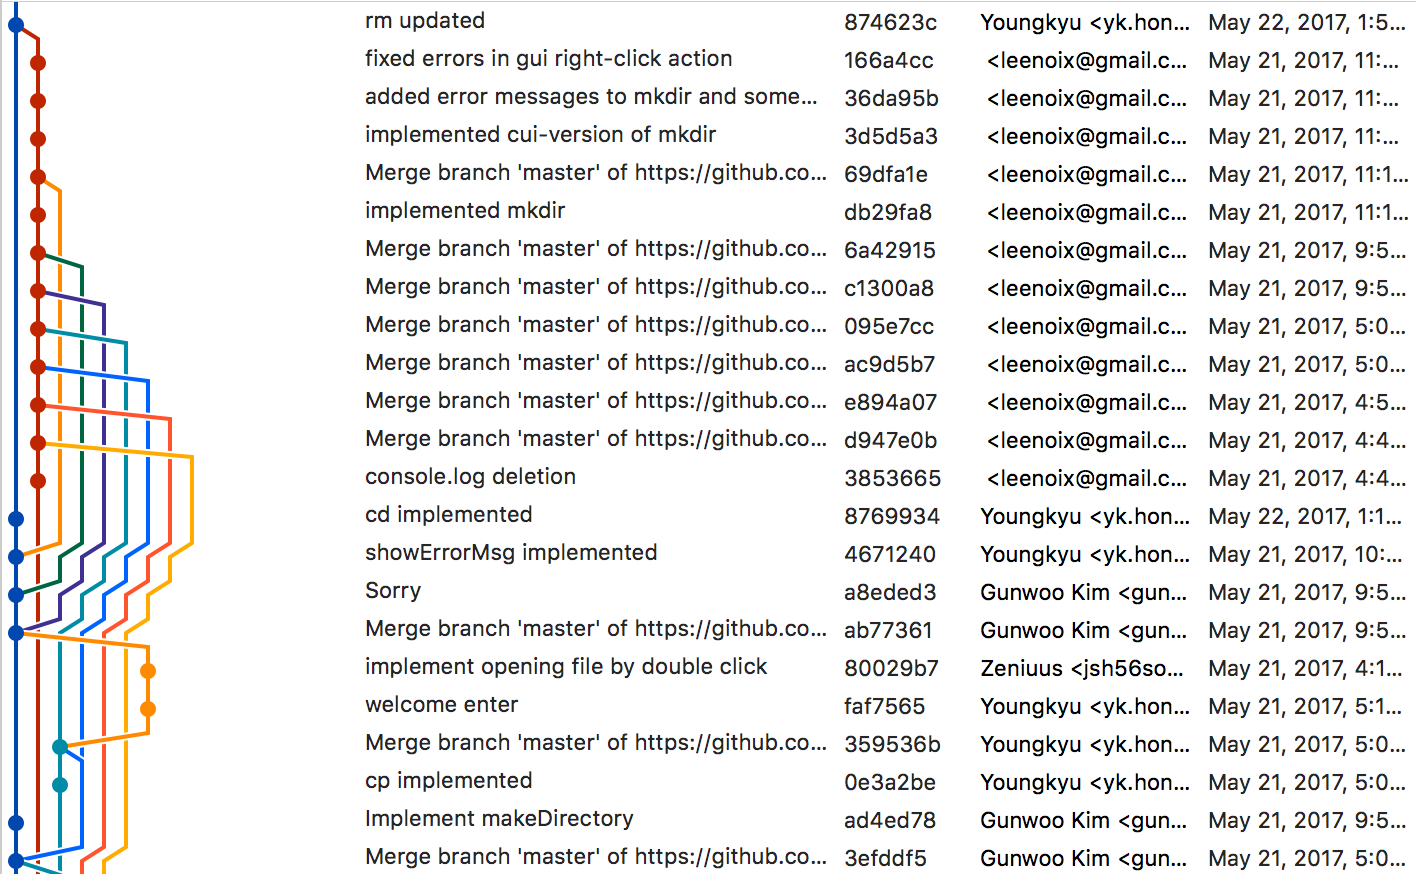 rm updated 874623c Youngkyu <yk.hon... May 22, 2017, 1:5...
fixed errors in gui right-click action 166a4cc <leenoix@gmail.c... May 21, 2017, 11:...
added error messages to mkdir and some... 36da95b <leenoix@gmail.c... May 21, 2017, 11:...
implemented cui-version of mkdir 3d5d5a3 <leenoix@gmail.c... May 21, 2017, 11:...
Merge branch 'master' of https://github.co... 69dfa1e <leenoix@gmail.c... May 21, 2017, 11:1...
implemented mkdir db29fa8 <leenoix@gmail.c... May 21, 2017, 11:1...
Merge branch 'master' of https://github.co... 6a42915 <leenoix@gmail.c... May 21, 2017, 9:5...
Merge branch 'master' of https://github.co... c1300a8 <leenoix@gmail.c... May 21, 2017, 9:5...
Merge branch 'master' of https://github.co... 095e7cc <leenoix@gmail.c... May 21, 2017, 5:0...
Merge branch 'master' of https://github.co... ac9d5b7 <leenoix@gmail.c... May 21, 2017, 5:0...
Merge branch 'master' of https://github.co... e894a07 <leenoix@gmail.c... May 21, 2017, 4:5...
Merge branch 'master' of https://github.co... d947e0b <leenoix@gmail.c... May 21, 2017, 4:4...
console.log deletion 3853665 <leenoix@gmail.c... May 21, 2017, 4:4...
cd implemented 8769934 Youngkyu <yk.hon... May 22, 2017, 1:1...
showErrorMsg implemented 4671240 Youngkyu <yk.hon... May 21, 2017, 10:...
Sorry a8eded3 Gunwoo Kim <gun... May 21, 2017, 9:5...
Merge branch 'master' of https://github.co... ab77361 Gunwoo Kim <gun... May 21, 2017, 9:5...
implement opening file by double click 80029b7 Zeniuus <jsh56so... May 21, 2017, 4:1...
welcome enter faf7565 Youngkyu <yk.hon... May 21, 2017, 5:1...
Merge branch 'master' of https://github.co... 359536b Youngkyu <yk.hon... May 21, 2017, 5:0...
cp implemented 0e3a2be Youngkyu <yk.hon... May 21, 2017, 5:0...
Implement makeDirectory ad4ed78 Gunwoo Kim <gun... May 21, 2017, 9:5...
Merge branch 'master' of https://github.co... 3efddf5 Gunwoo Kim <gun... May 21, 2017, 5:0...